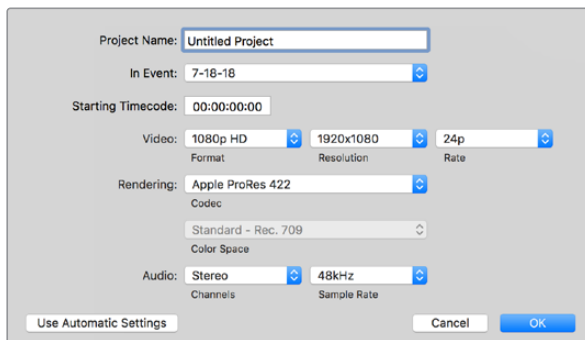 Project Name: Untitled Project
In Event: 7-18-18
Starting Timecode: 00:00:00:00
Video: 1080p HD 1920x1080 24p
Format Resolution Rate
Rendering: Apple ProRes 422
Codec
Standard - Rec. 709
Color Space
Audio: Stereo 48kHz
Channels Sample Rate
Use Automatic Settings Cancel OK